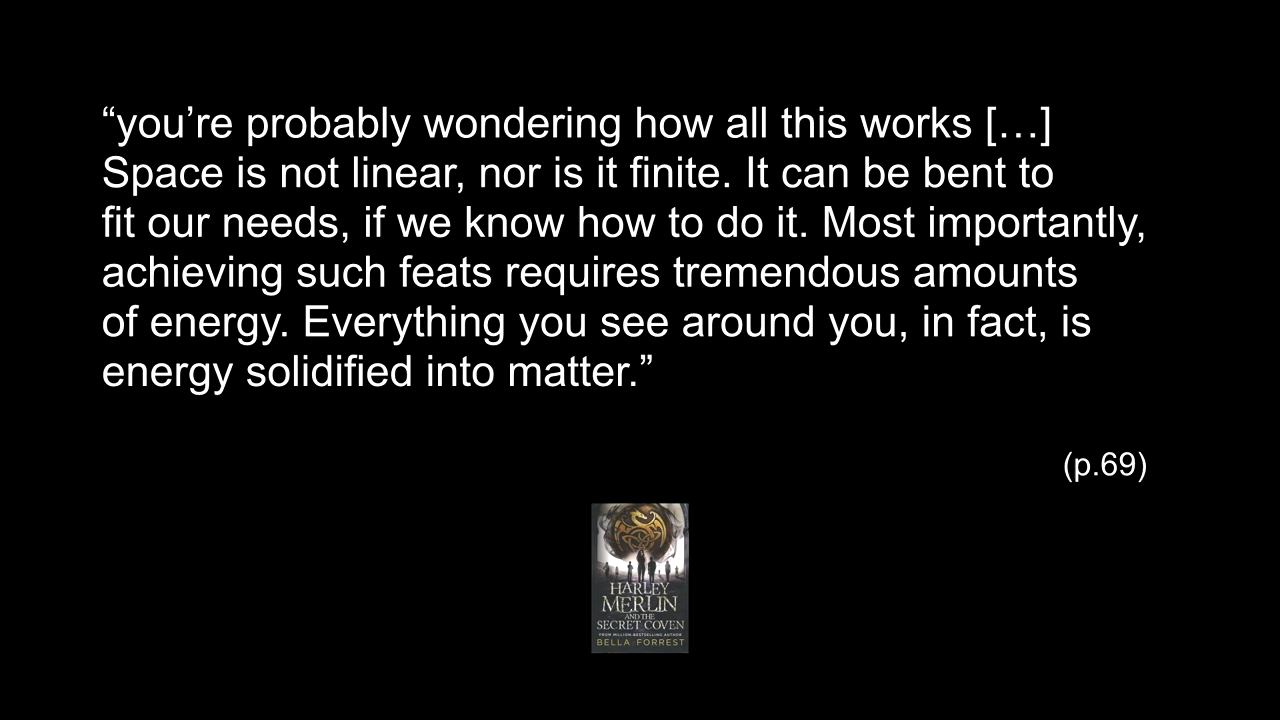 “you’re probably wondering how all this works […]
Space is not linear, nor is it finite. It can be bent to
fit our needs, if we know how to do it. Most importantly,
achieving such feats requires tremendous amounts
of energy. Everything you see around you, in fact, is
energy solidified into matter.”
(p.69)
HARLEY
MERLIN
AND THE
SECRET COVEN
FROM MILLION-BESTSELLING AUTHOR
BELLA FORREST